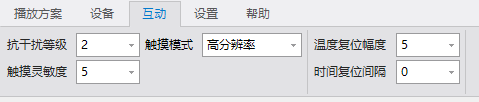 播放方案 设备 互动 设置 帮助
抗干扰等级 2 触摸模式 高分辨率 温度复位幅度 5
触摸灵敏度 5 时间复位间隔 0